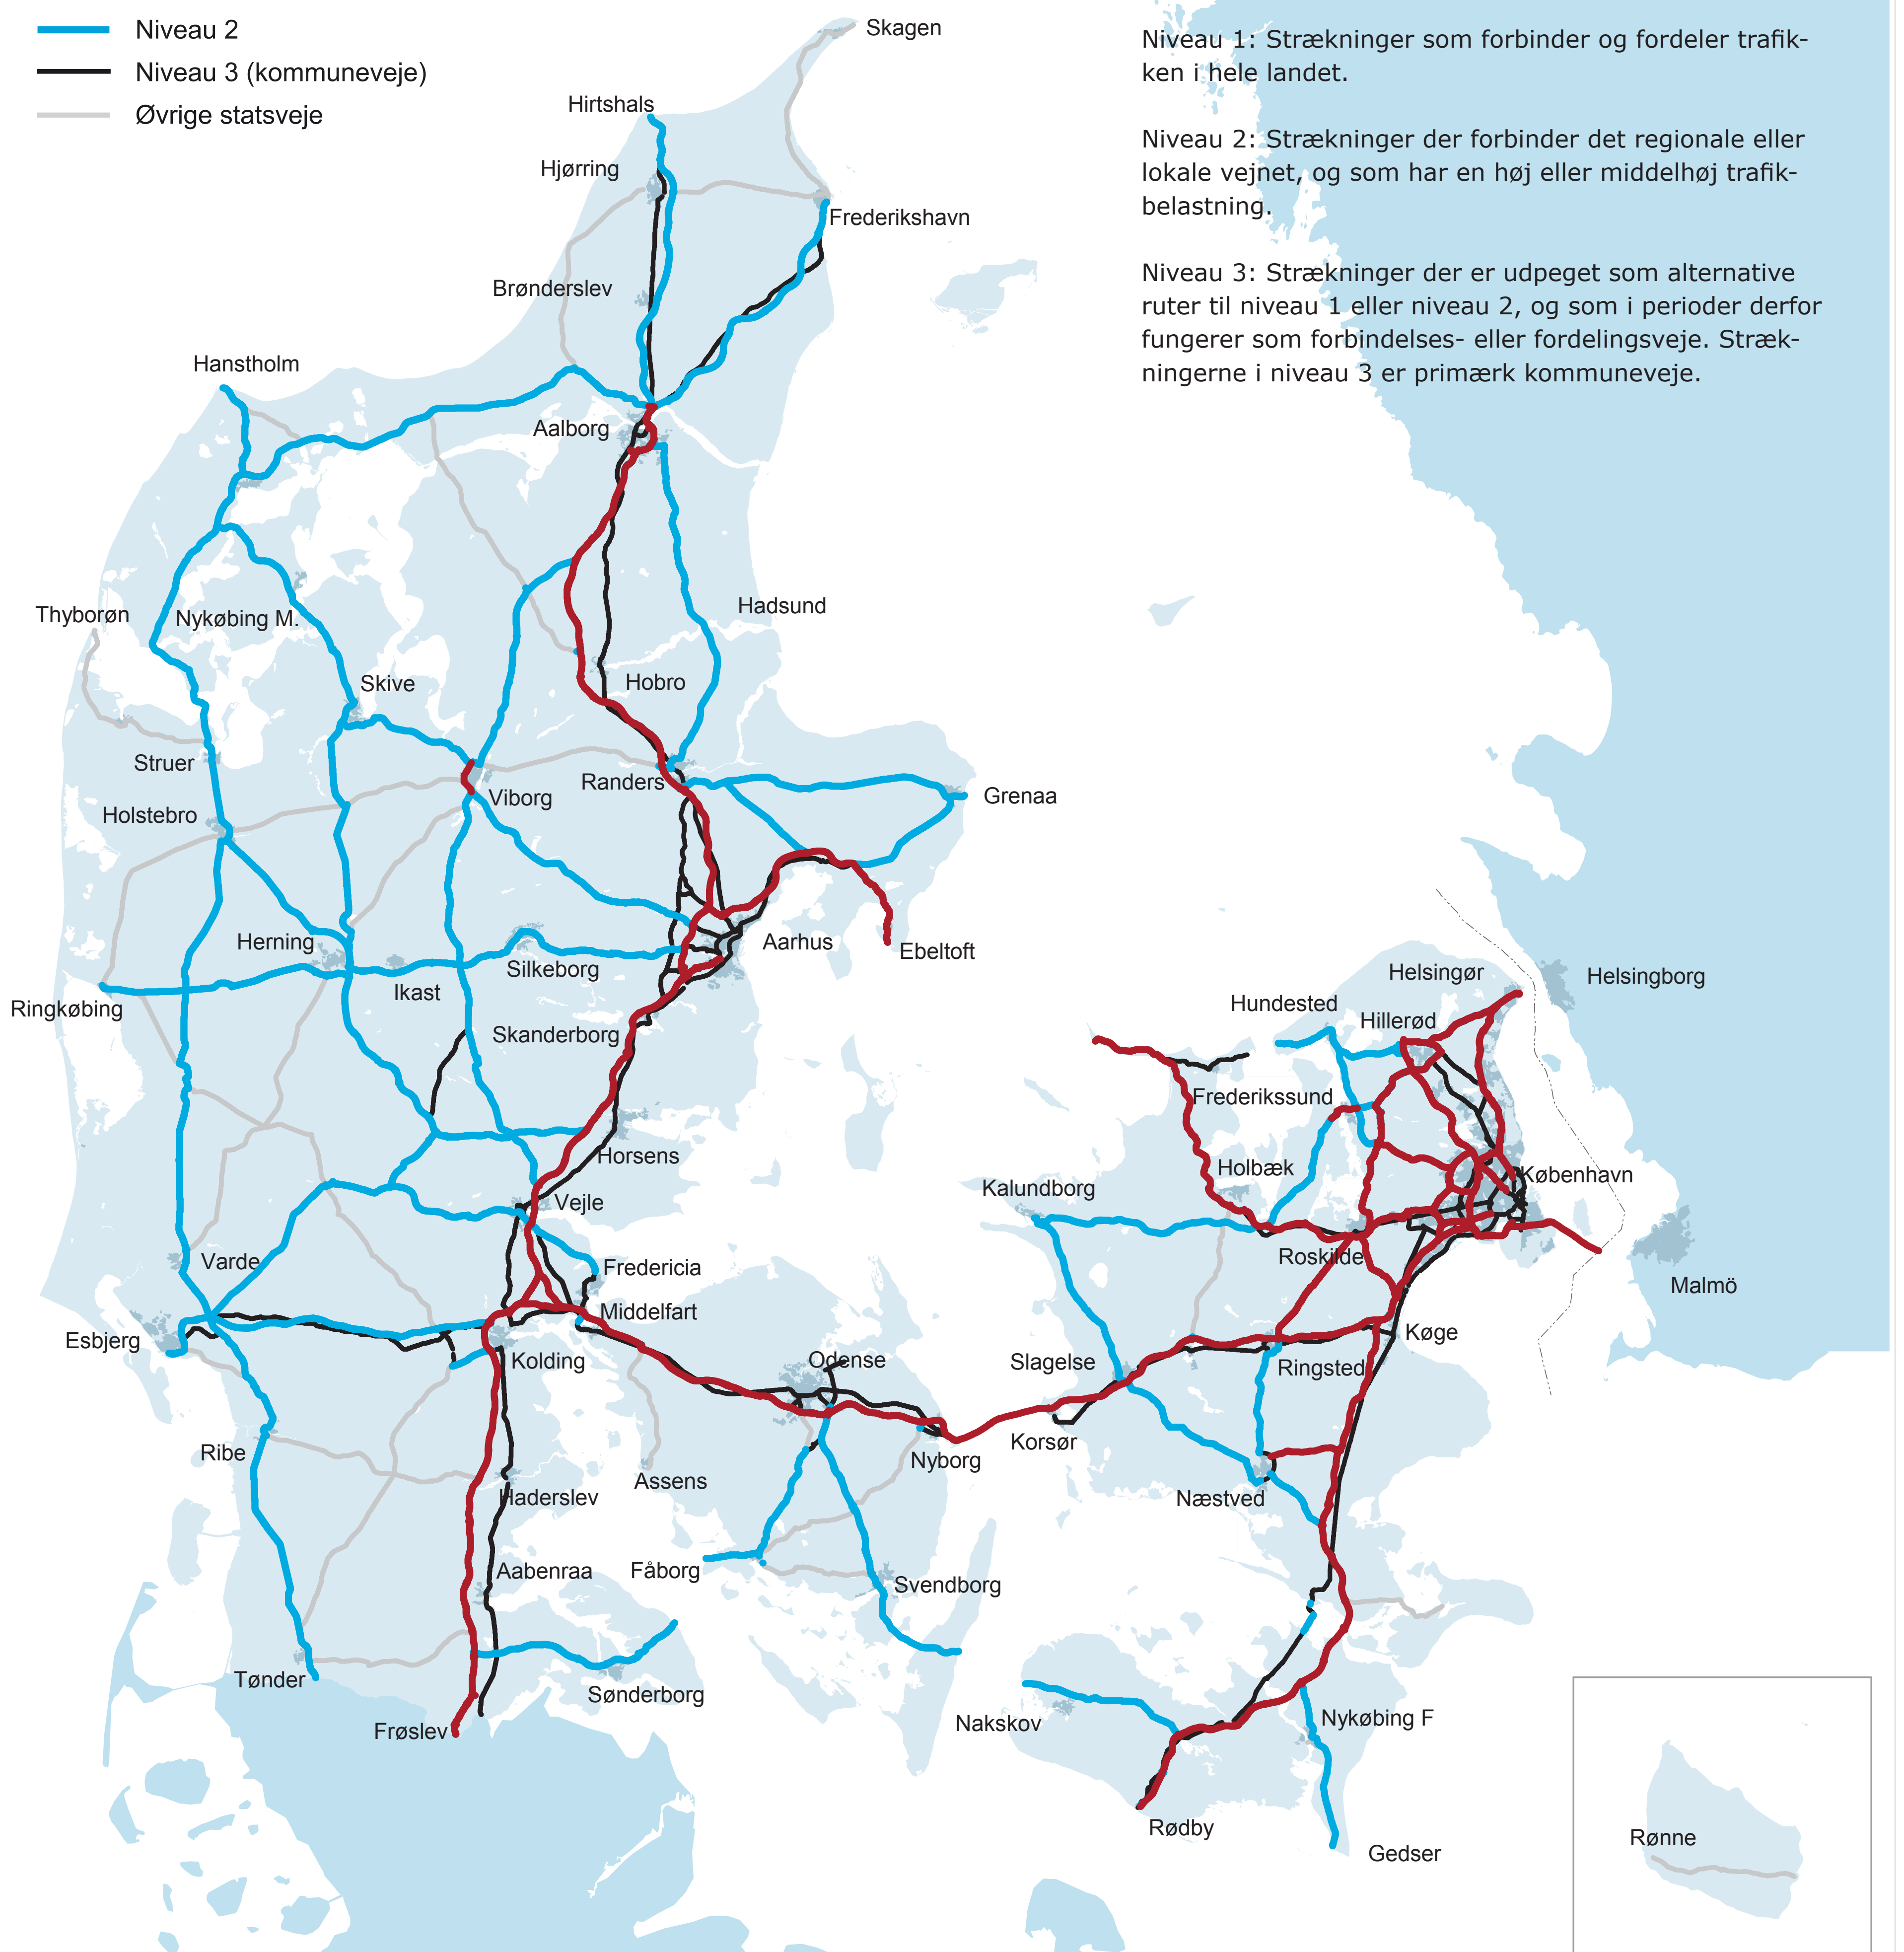 Niveau 2
Niveau 3 (kommuneveje)
Øvrige statsveje
Niveau 1: Strækninger som forbinder og fordeler trafik-
ken i hele landet.
Niveau 2: Strækninger der forbinder det regionale eller
lokale vejnet, og som har en høj eller middelhøj trafik-
belastning.
Niveau 3: Strækninger der er udpeget som alternative
ruter til niveau 1 eller niveau 2, og som i perioder derfor
fungerer som forbindelses- eller fordelingsveje. Stræk-
ningerne i niveau 3 er primærk kommuneveje.
Skagen
Hirtshals
Hjørring
Frederikshavn
Brønderslev
Hanstholm
Aalborg
Hadsund
Thyborøn
Nykøbing M.
Skive
Hobro
Struer
Randers
Viborg
Grenaa
Holstebro
Herning
Aarhus
Ebeltoft
Silkeborg
Ikast
Ringkøbing
Skanderborg
Helsingør
Helsingborg
Hundested
Hillerød
Frederikssund
Horsens
Holbæk
København
Kalundborg
Vejle
Varde
Roskilde
Fredericia
Malmö
Middelfart
Esbjerg
Køge
Kolding
Odense
Slagelse
Ringsted
Korsør
Ribe
Nyborg
Assens
Haderslev
Næstved
Aabenraa
Fåborg
Svendborg
Tønder
Sønderborg
Frøslev
Nakskov
Nykøbing F
Rødby
Rønne
Gedser